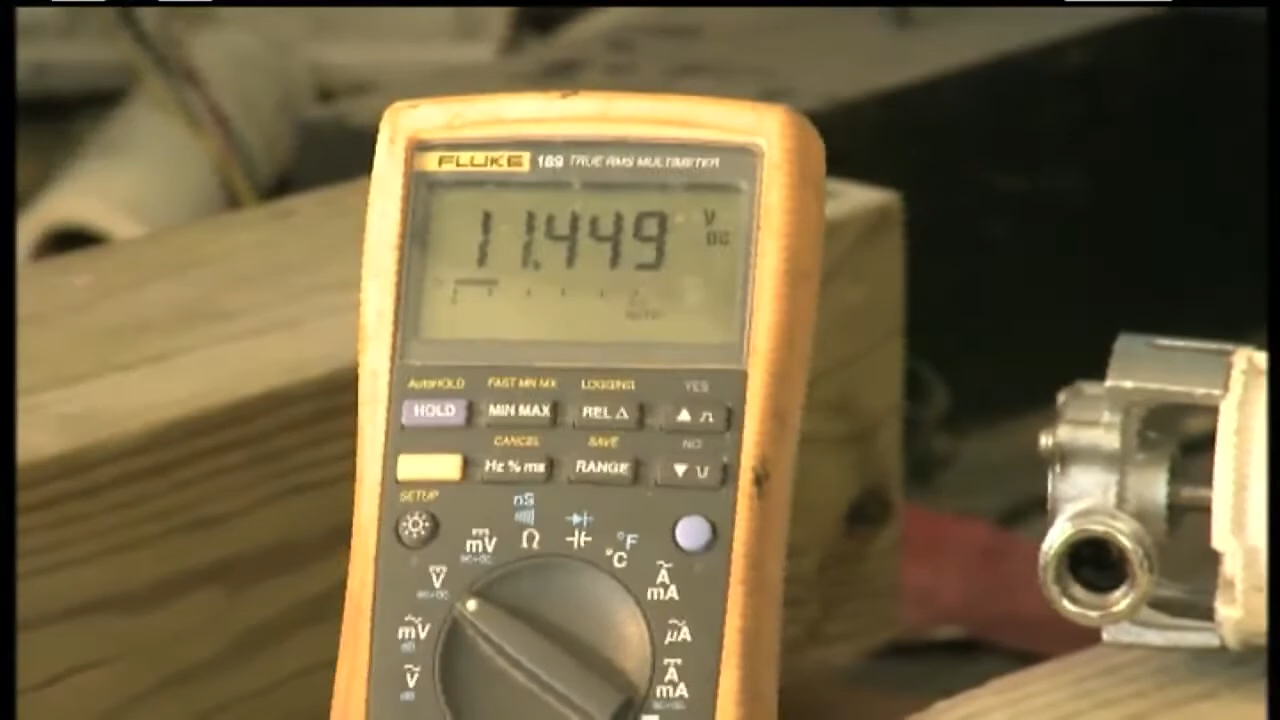 FLUKE 189 TRUE RMS MULTIMETER
11.449 V DC
AutoHOLD FAST MN MX LOGGING YES
HOLD MIN MAX REL Δ ▲
CANCEL SAVE NO
Hz % ms RANGE ▼
SETUP
nS
mV Ω °F
°C
V A
mA
mV µA
V A
mA